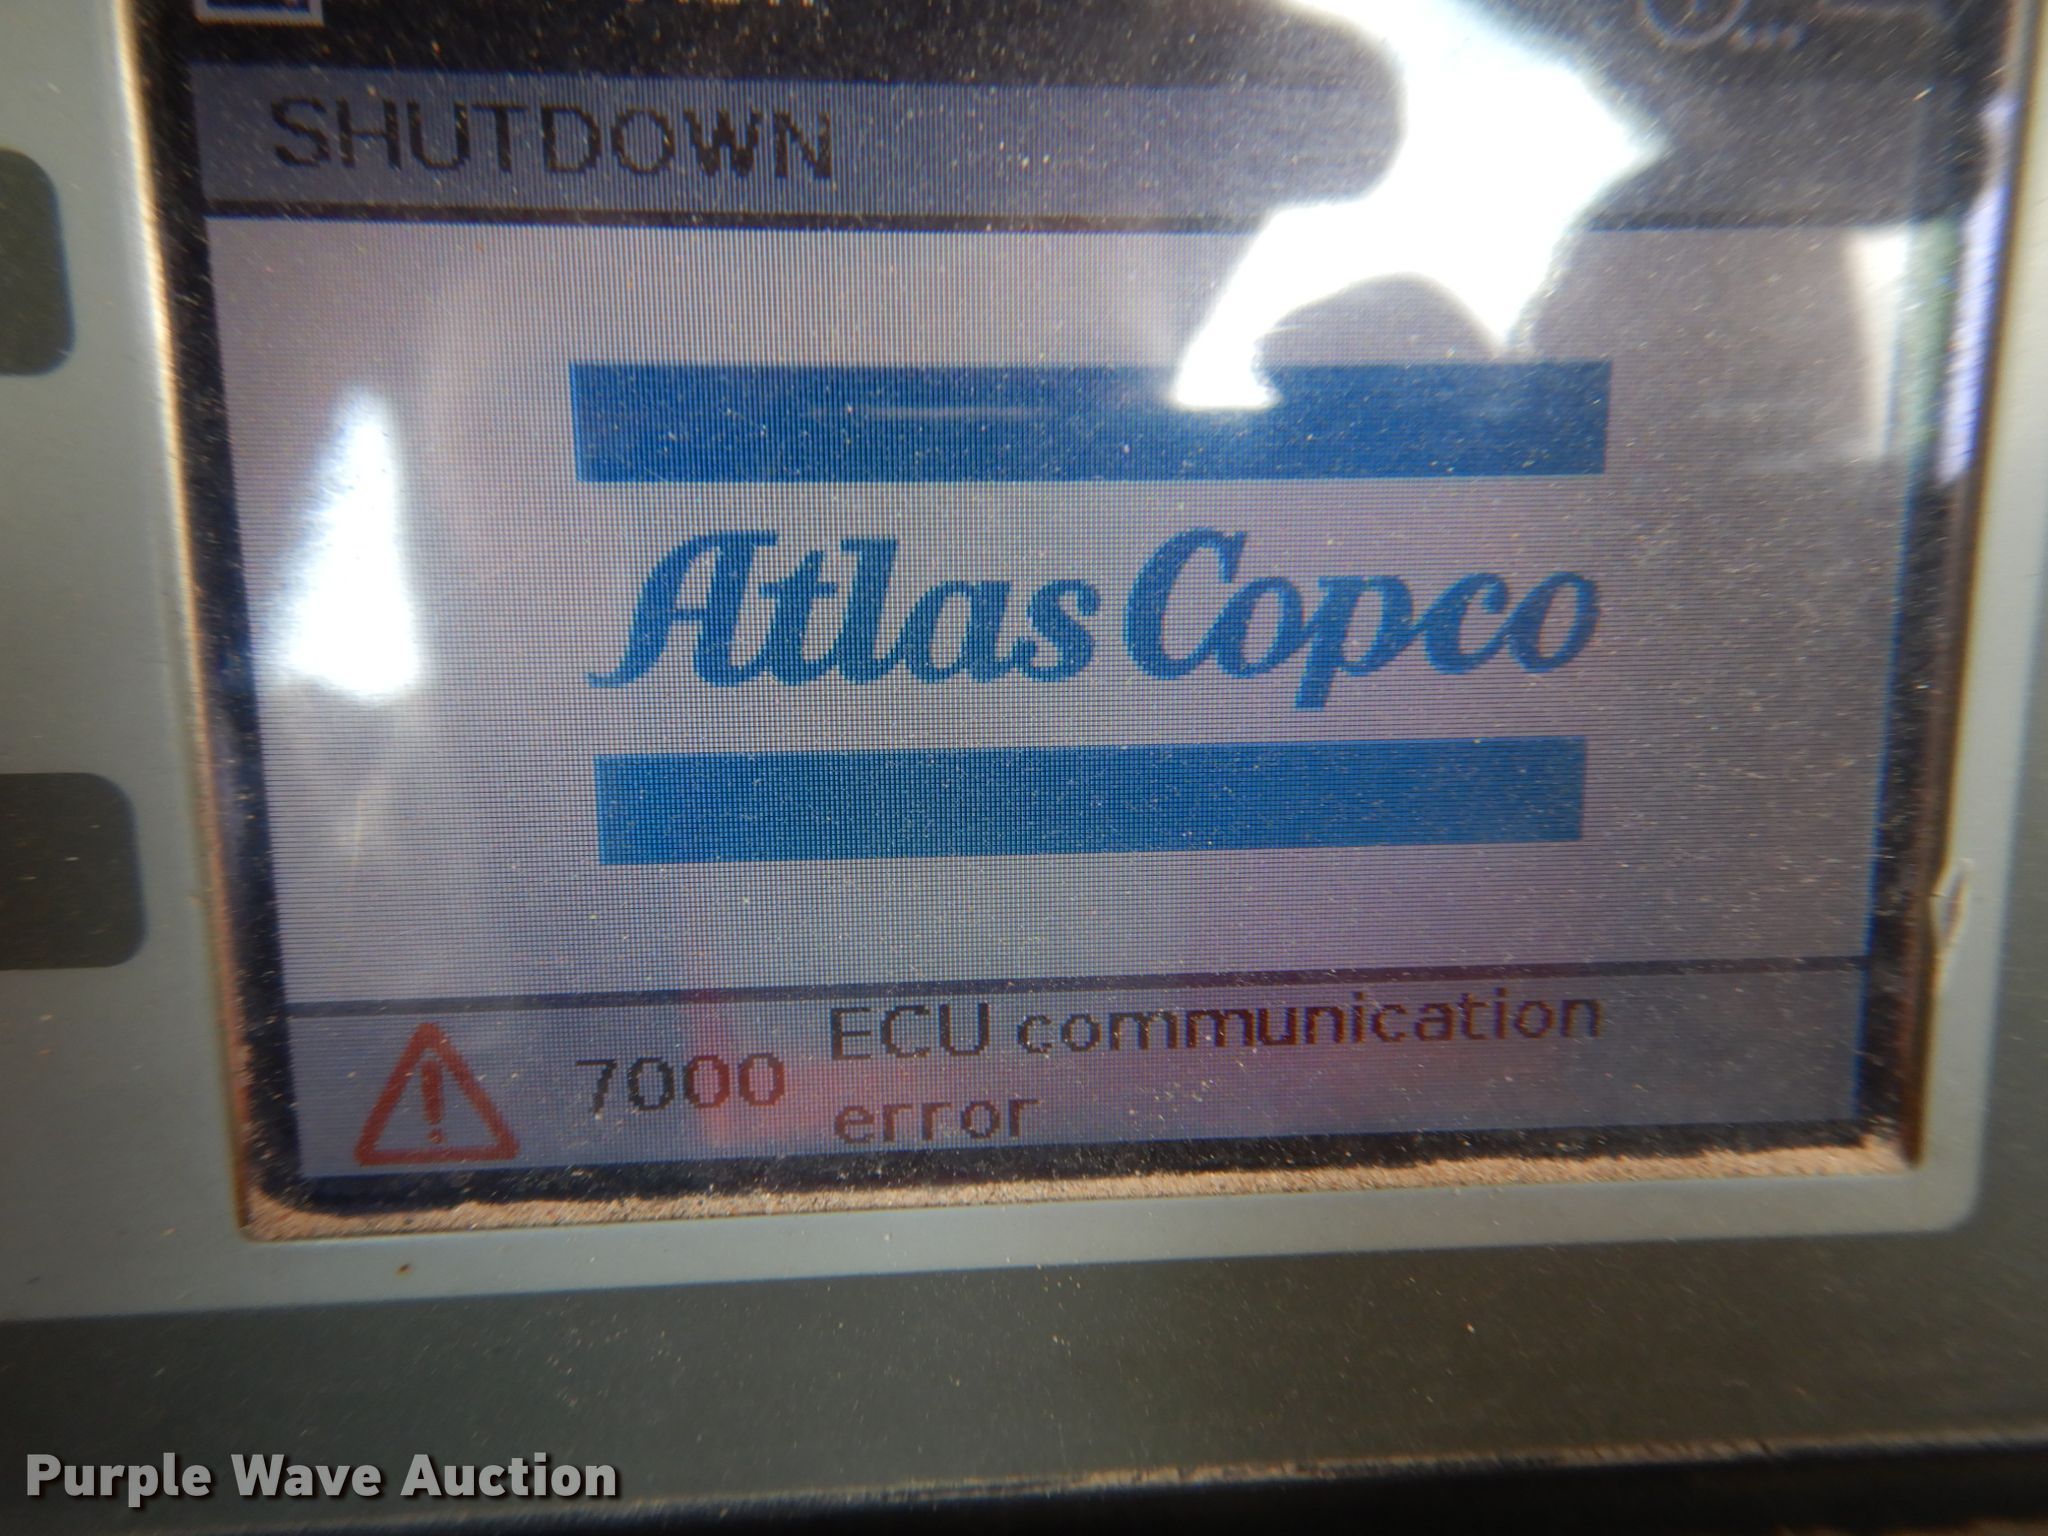 SHUTDOWN
Atlas Copco
7000 ECU communication
error
Purple Wave Auction